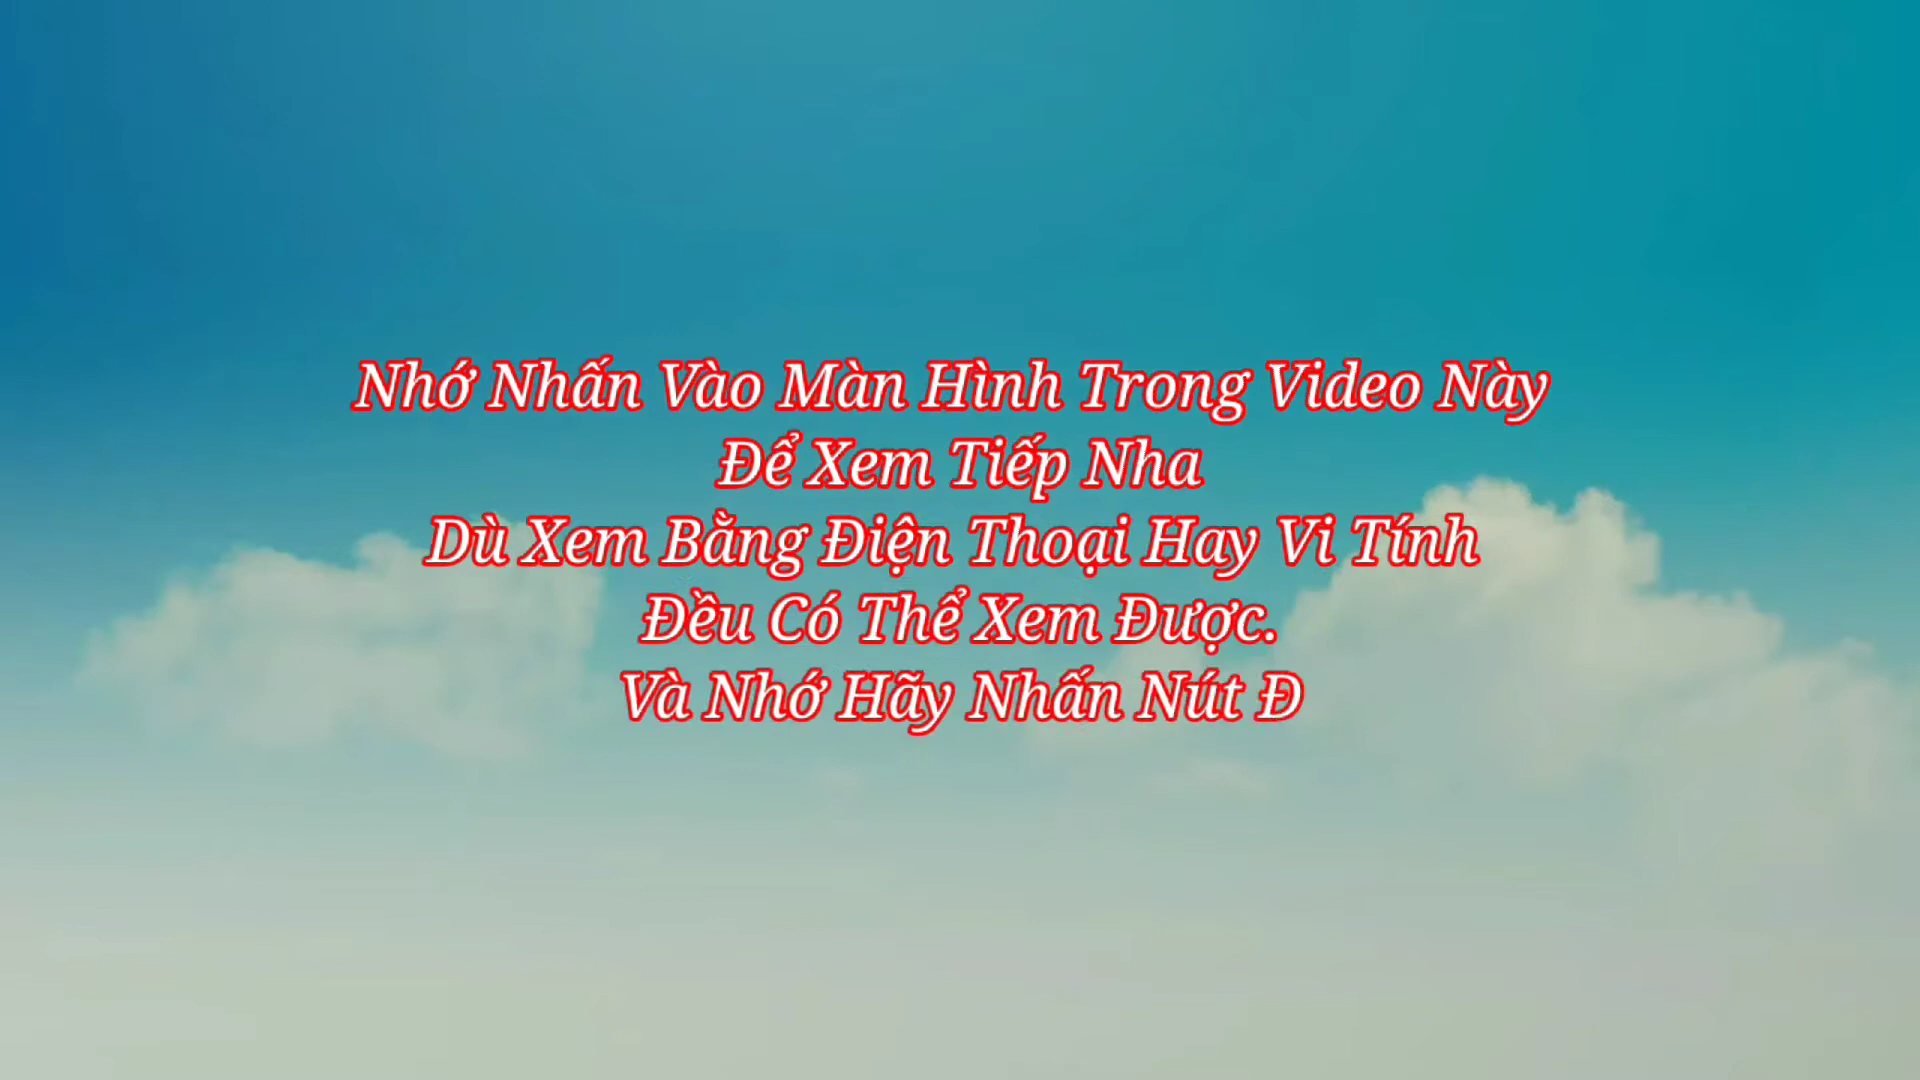 Nhớ Nhấn Vào Màn Hình Trong Video Này
Để Xem Tiếp Nha
Dù Xem Bằng Điện Thoại Hay Vi Tính
Đều Có Thể Xem Được.
Và Nhớ Hãy Nhấn Nút Đ